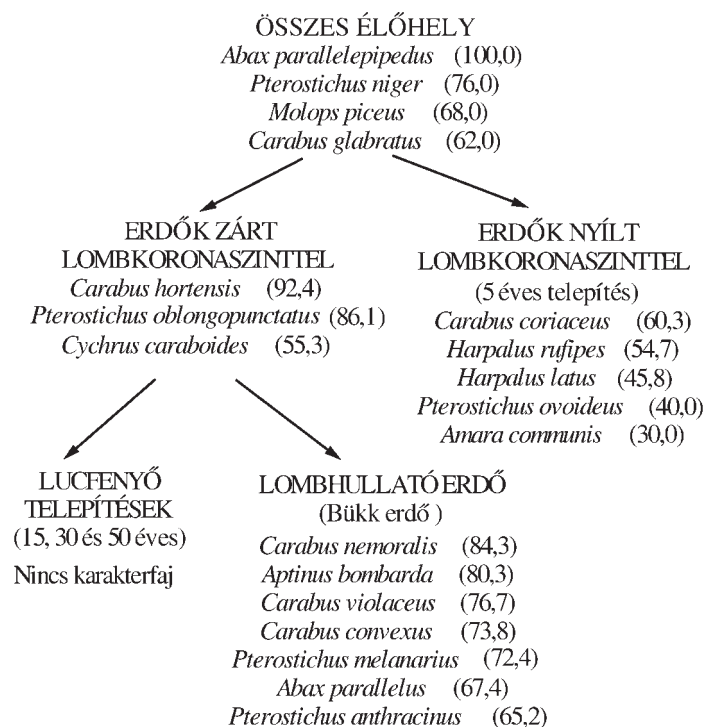 ÖSSZES ÉLŐHELY
Abax parallelepipedus (100,0)
Pterostichus niger (76,0)
Molops piceus (68,0)
Carabus glabratus (62,0)
ERDŐK ZÁRT
LOMBKORONASZINTTEL
Carabus hortensis (92,4)
Pterostichus oblongopunctatus (86,1)
Cychrus caraboides (55,3)
ERDŐK NYÍLT
LOMBKORONASZINTTEL
(5 éves telepítés)
Carabus coriaceus (60,3)
Harpalus rufipes (54,7)
Harpalus latus (45,8)
Pterostichus ovoideus (40,0)
Amara communis (30,0)
LUCFENYŐ
TELEPÍTÉSEK
(15, 30 és 50 éves)
Nincs karakterfaj
LOMBHULLATÓ ERDŐ
(Bükk erdő )
Carabus nemoralis (84,3)
Aptinus bombarda (80,3)
Carabus violaceus (76,7)
Carabus convexus (73,8)
Pterostichus melanarius (72,4)
Abax parallelus (67,4)
Pterostichus anthracinus (65,2)